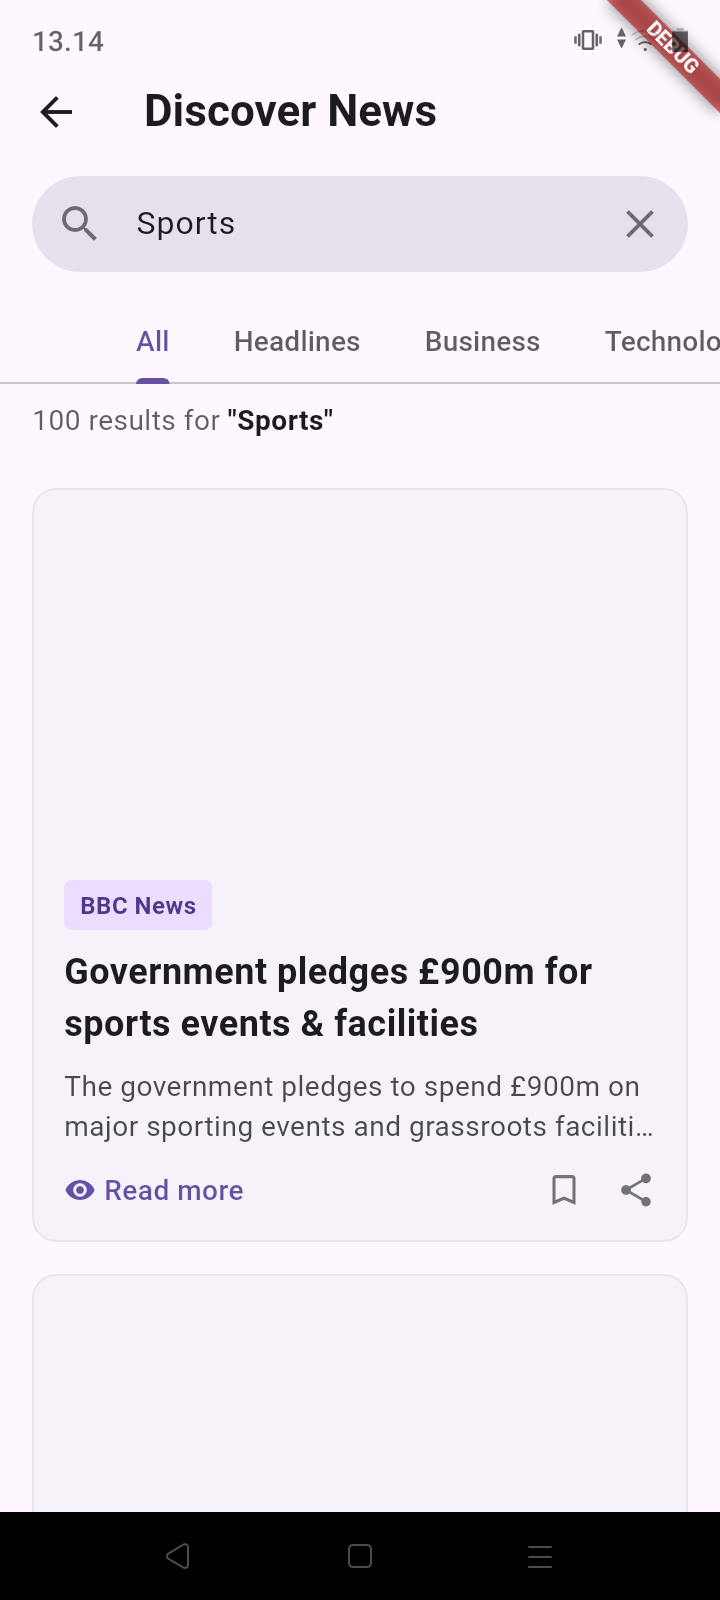 13.14
DEBUG
Discover News
Sports
All Headlines Business Technolo
100 results for "Sports"
BBC News
Government pledges £900m for
sports events & facilities
The government pledges to spend £900m on
major sporting events and grassroots faciliti...
Read more